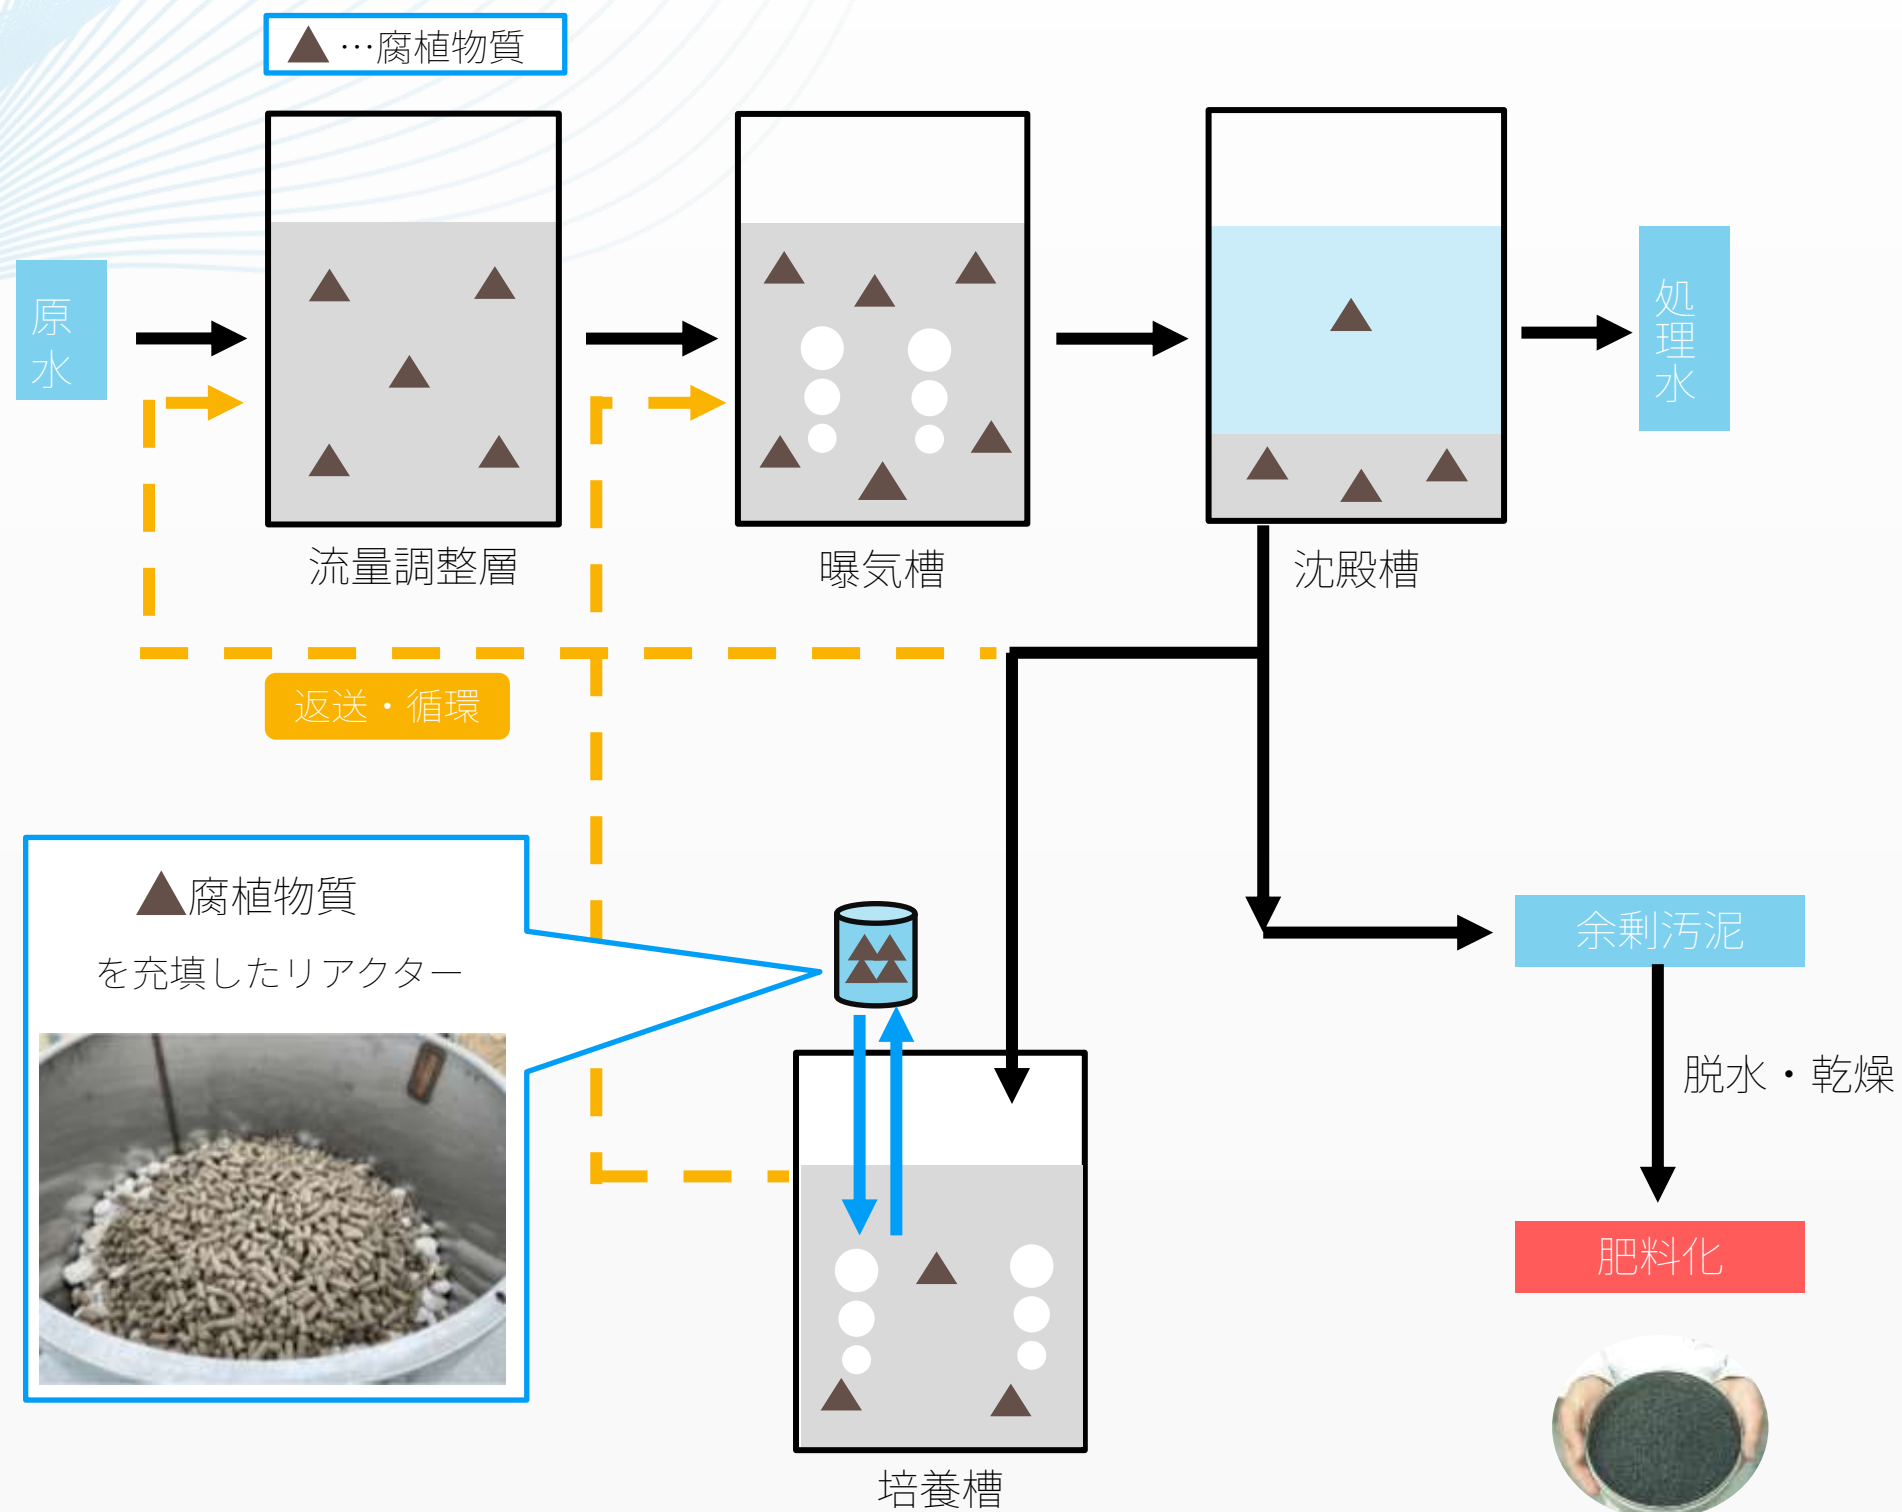 …腐植物質
原水
処理水
流量調整層
曝気槽
沈殿槽
返送・循環
腐植物質
を充填したリアクター
余剰汚泥
脱水・乾燥
肥料化
培養槽